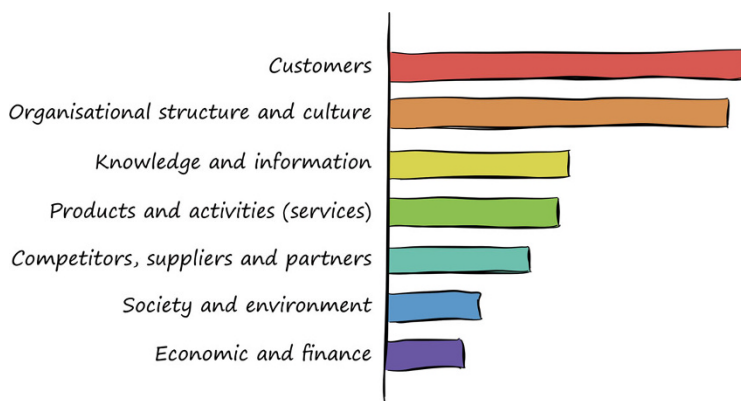 Customers
Organisational structure and culture
Knowledge and information
Products and activities (services)
Competitors, suppliers and partners
Society and environment
Economic and finance